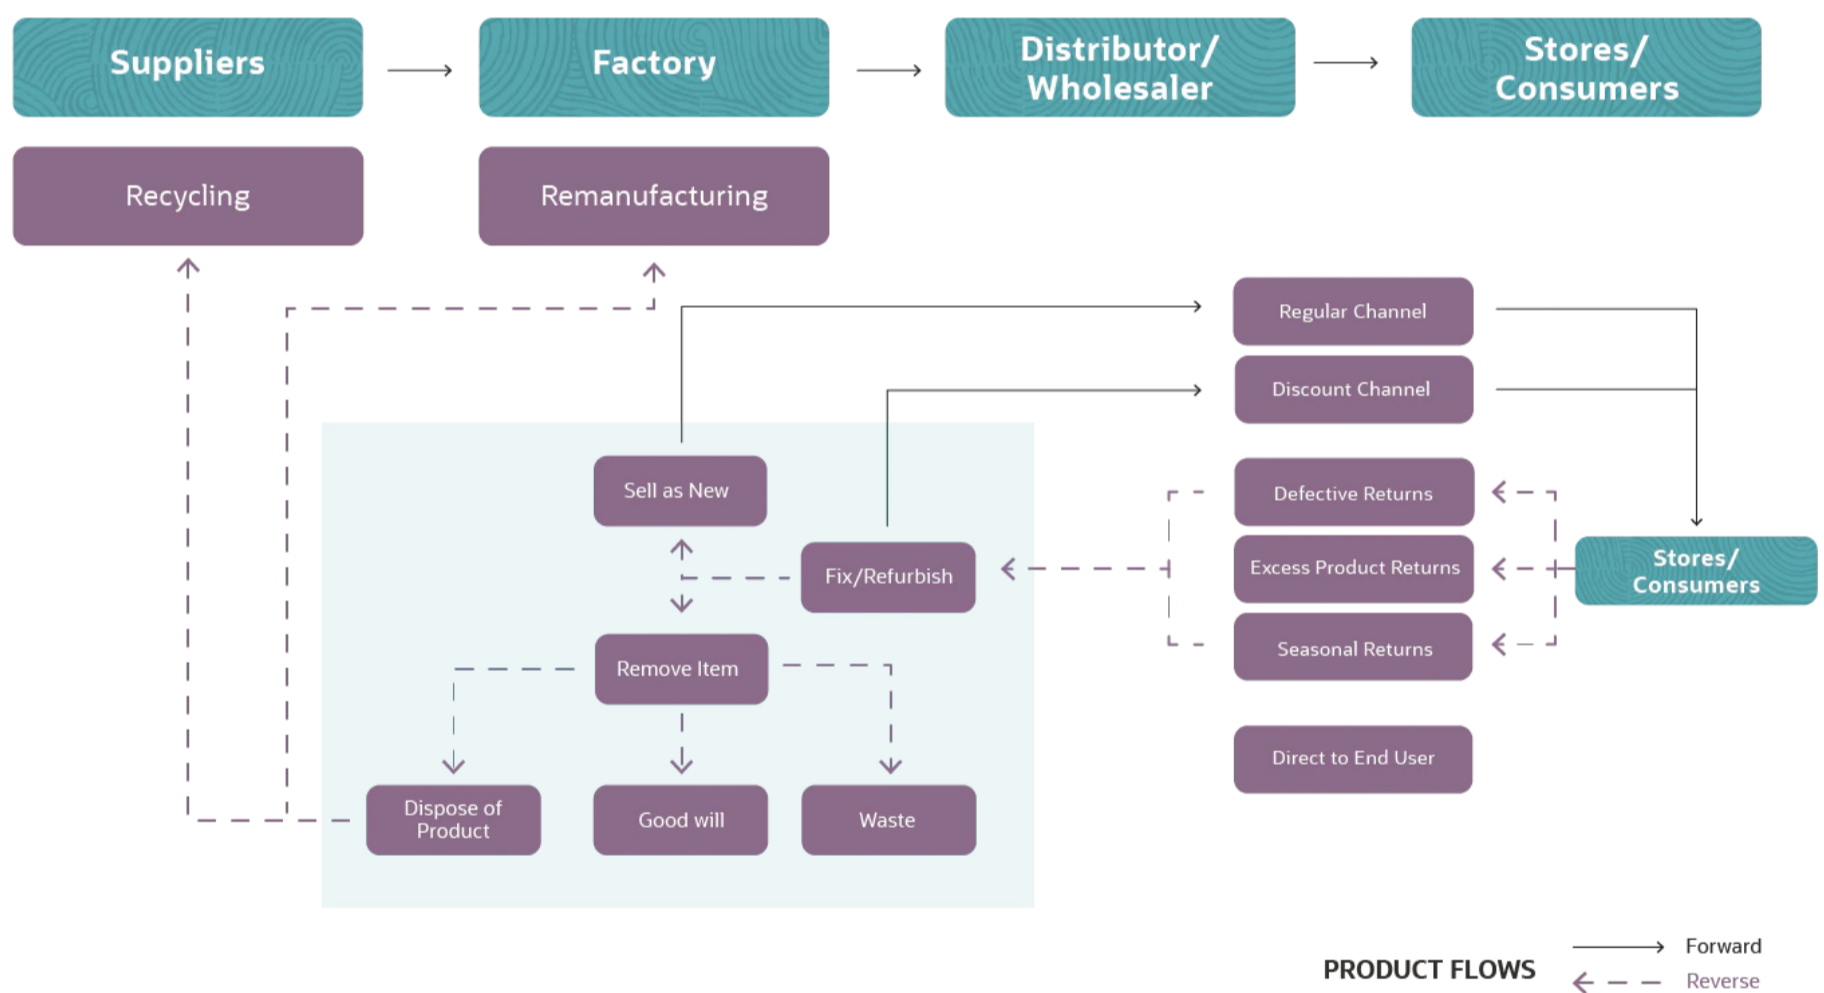 Suppliers
Factory
Distributor/
Wholesaler
Stores/
Consumers
Recycling
Remanufacturing
Regular Channel
Discount Channel
Sell as New
Defective Returns
Fix/Refurbish
Excess Product Returns
Stores/
Consumers
Remove Item
Seasonal Returns
Direct to End User
Dispose of
Product
Good will
Waste
PRODUCT FLOWS
Forward
Reverse